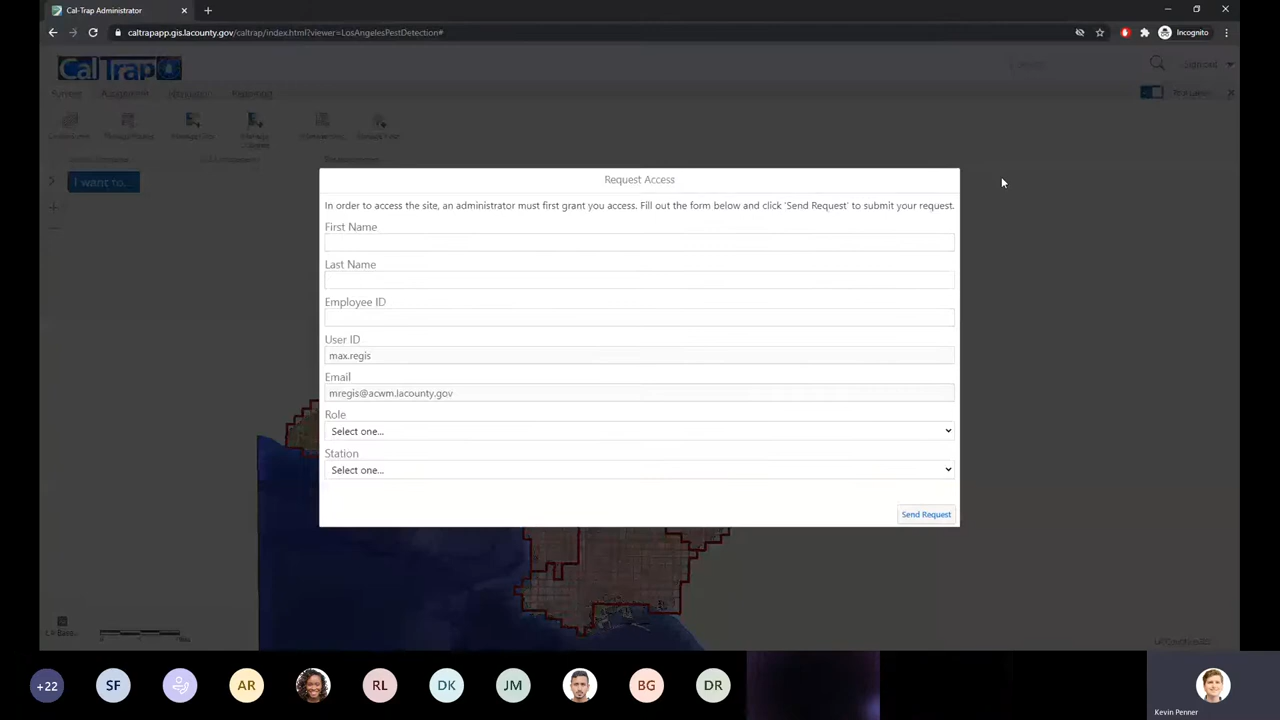 Cal-Trap Administrator
caltrapapp.gis.lacounty.gov/caltrap/index.html?viewer=LosAngelesPestDetection#
Incognito
CalTrap
I want to...
Request Access
In order to access the site, an administrator must first grant you access. Fill out the form below and click 'Send Request' to submit your request.
First Name
Last Name
Employee ID
User ID
max.regis
Email
mregis@acwm.lacounty.gov
Role
Select one...
Station
Select one...
Send Request
+22
SF
AR
RL
DK
JM
BG
DR
Kevin Penner